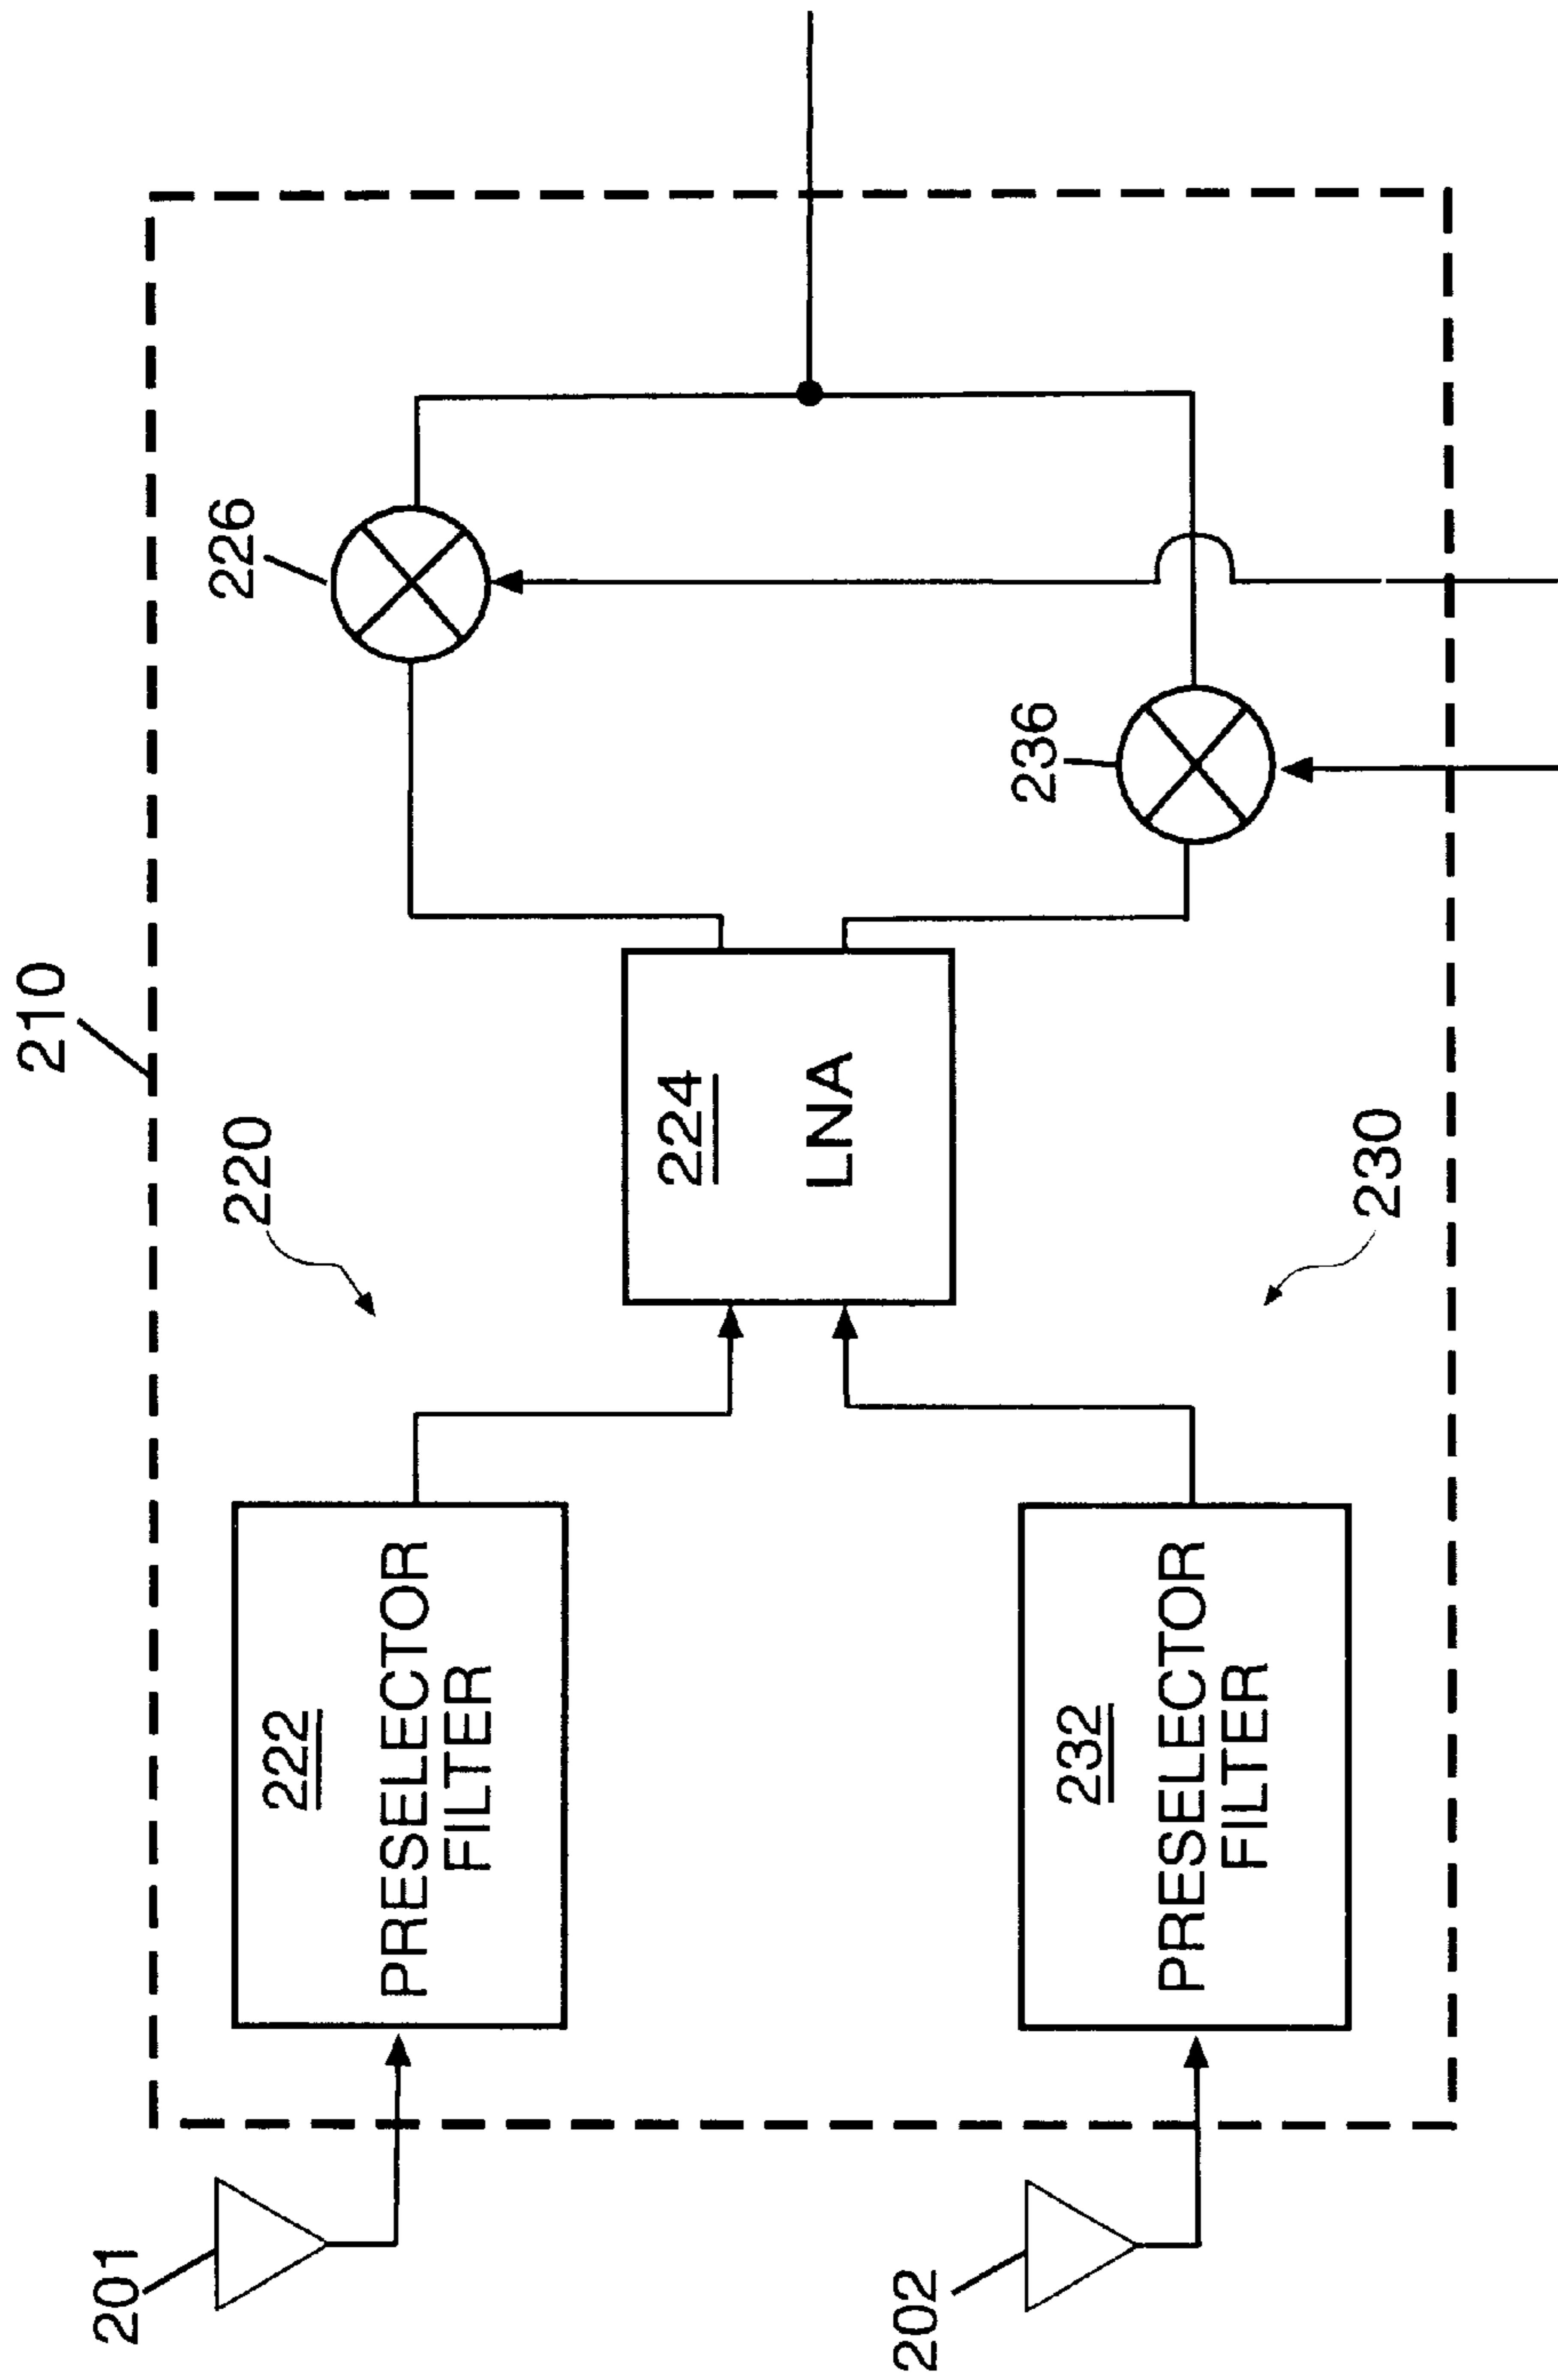 210
201
220
222
PRESELECTOR
FILTER
224
LNA
226
236
202
232
PRESELECTOR
FILTER
230